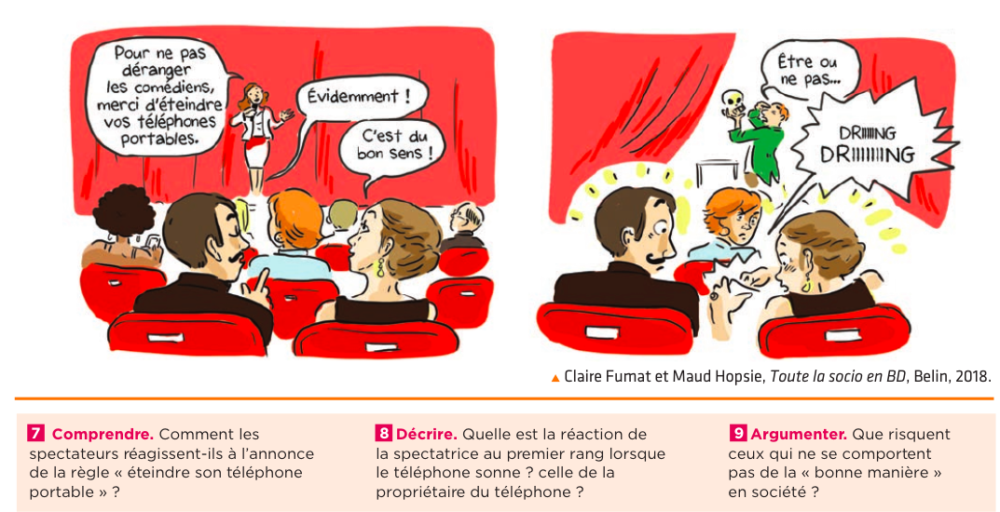 Pour ne pas
déranger
les comédiens,
merci d'éteindre
vos téléphones
portables.
Évidemment !
C'est du
bon sens !
Être ou
ne pas...
DRIIIIING
DRIIIIIIIING
▲ Claire Fumat et Maud Hopsie, Toute la socio en BD, Belin, 2018.
7 Comprendre. Comment les
spectateurs réagissent-ils à l'annonce
de la règle « éteindre son téléphone
portable » ?
8 Décrire. Quelle est la réaction de
la spectatrice au premier rang lorsque
le téléphone sonne ? celle de la
propriétaire du téléphone ?
9 Argumenter. Que risquent
ceux qui ne se comportent
pas de la « bonne manière »
en société ?